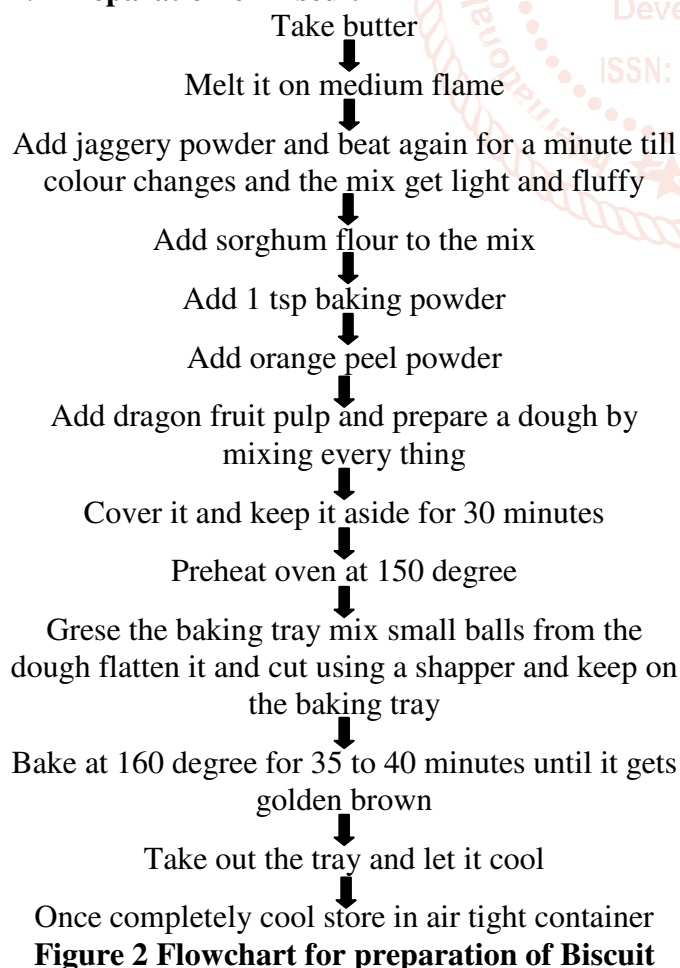 Take butter
Melt it on medium flame
Add jaggery powder and beat again for a minute till
colour changes and the mix get light and fluffy
Add sorghum flour to the mix
Add 1 tsp baking powder
Add orange peel powder
Add dragon fruit pulp and prepare a dough by
mixing every thing
Cover it and keep it aside for 30 minutes
Preheat oven at 150 degree
Grese the baking tray mix small balls from the
dough flatten it and cut using a shapper and keep on
the baking tray
Bake at 160 degree for 35 to 40 minutes until it gets
golden brown
Take out the tray and let it cool
Once completely cool store in air tight container
Figure 2 Flowchart for preparation of Biscuit
ISSN: